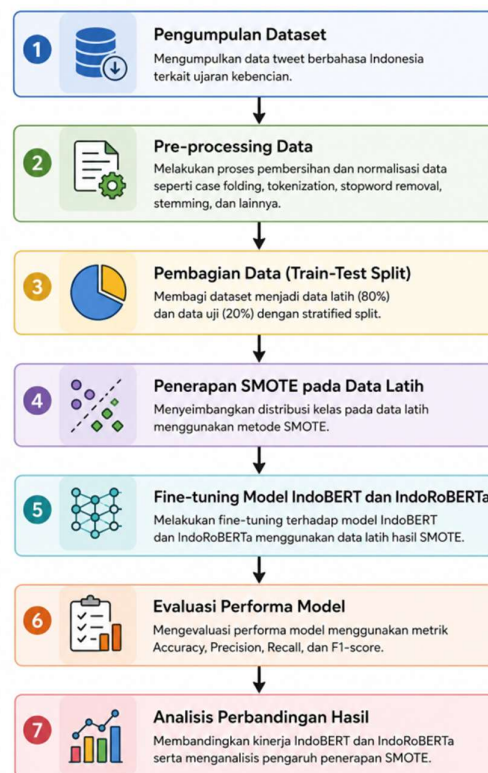 1
Pengumpulan Dataset
Mengumpulkan data tweet berbahasa Indonesia
terkait ujaran kebencian.
2
Pre-processing Data
Melakukan proses pembersihan dan normalisasi data
seperti case folding, tokenization, stopword removal,
stemming, dan lainnya.
3
Pembagian Data (Train-Test Split)
Membagi dataset menjadi data latih (80%)
dan data uji (20%) dengan stratified split.
4
Penerapan SMOTE pada Data Latih
Menyeimbangkan distribusi kelas pada data latih
menggunakan metode SMOTE.
5
Fine-tuning Model IndoBERT dan IndoRoBERTa
Melakukan fine-tuning terhadap model IndoBERT
dan IndoRoBERTa menggunakan data latih hasil SMOTE.
6
Evaluasi Performa Model
Mengevaluasi performa model menggunakan metrik
Accuracy, Precision, Recall, dan F1-score.
7
Analisis Perbandingan Hasil
Membandingkan kinerja IndoBERT dan IndoRoBERTa
serta menganalisis pengaruh penerapan SMOTE.